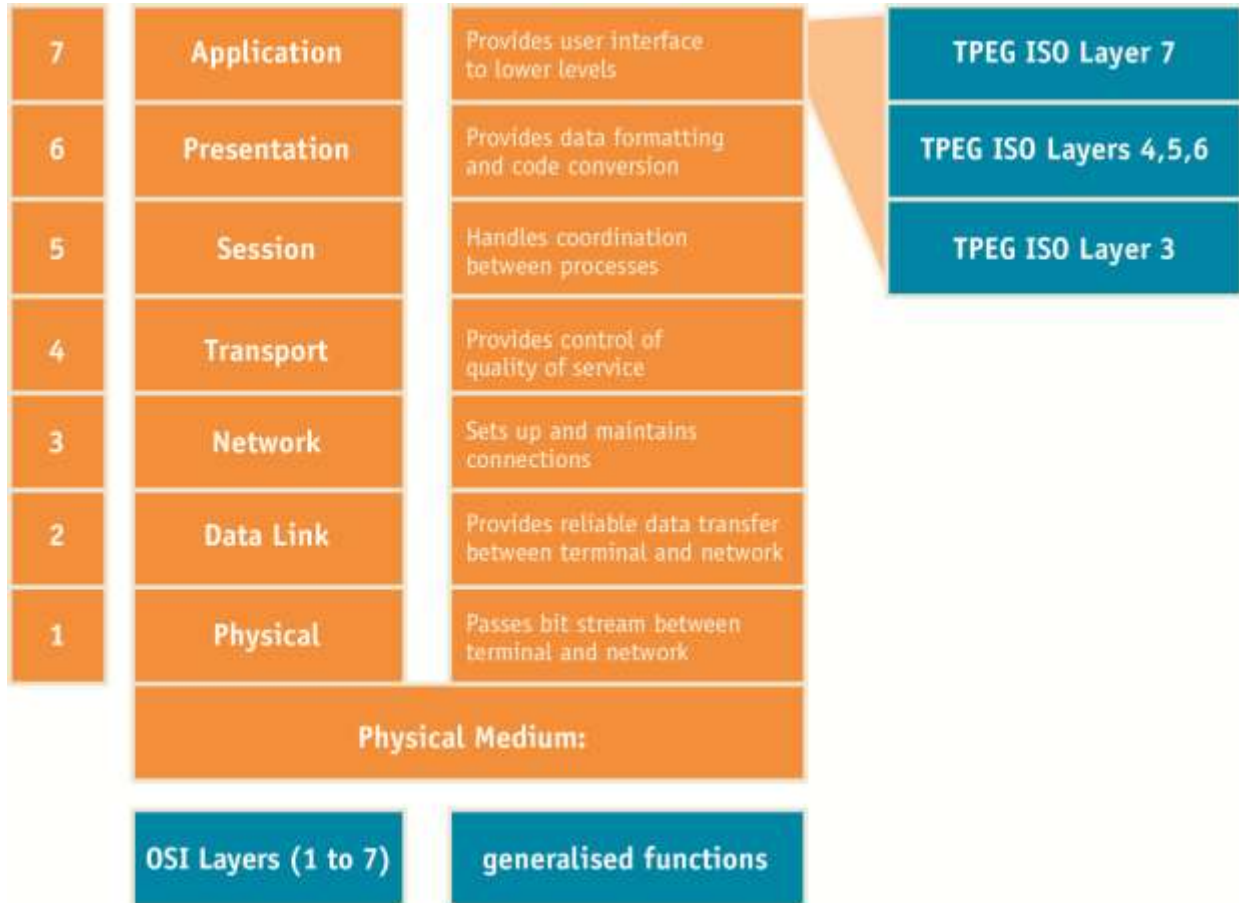 7
Application
Provides user interface
to lower levels
TPEG ISO Layer 7
6
Presentation
Provides data formatting
and code conversion
TPEG ISO Layers 4,5,6
5
Session
Handles coordination
between processes
TPEG ISO Layer 3
4
Transport
Provides control of
quality of service
3
Network
Sets up and maintains
connections
2
Data Link
Provides reliable data transfer
between terminal and network
1
Physical
Passes bit stream between
terminal and network
Physical Medium:
OSI Layers (1 to 7)
generalised functions